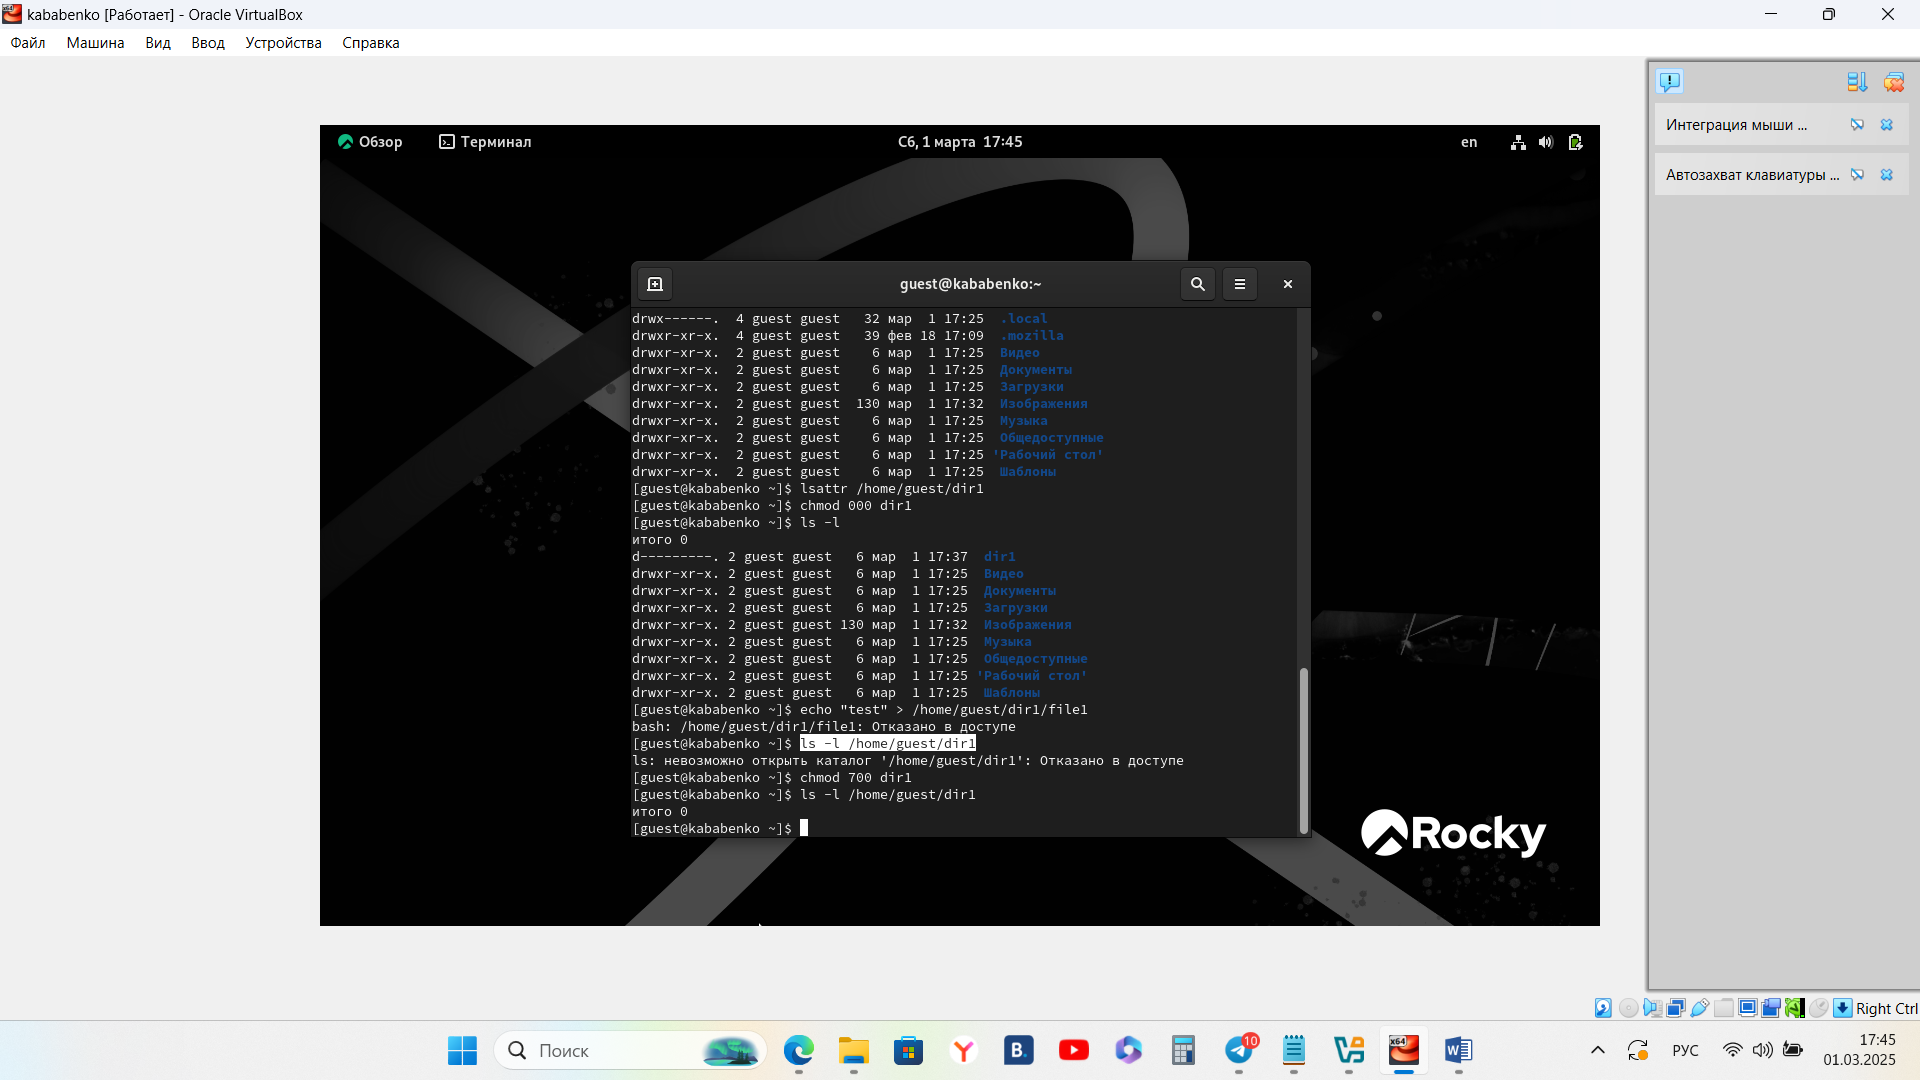 kababenko [Работает] - Oracle VirtualBox
Файл Машина Вид Ввод Устройства Справка
Интеграция мыши ...
Автозахват клавиатуры ...
Обзор Терминал Сб, 1 марта 17:45 en
guest@kababenko:~
drwx------. 4 guest guest 32 мар 1 17:25 .local
drwxr-xr-x. 4 guest guest 39 фев 18 17:09 .mozilla
drwxr-xr-x. 2 guest guest 6 мар 1 17:25 Видео
drwxr-xr-x. 2 guest guest 6 мар 1 17:25 Документы
drwxr-xr-x. 2 guest guest 6 мар 1 17:25 Загрузки
drwxr-xr-x. 2 guest guest 130 мар 1 17:32 Изображения
drwxr-xr-x. 2 guest guest 6 мар 1 17:25 Музыка
drwxr-xr-x. 2 guest guest 6 мар 1 17:25 Общедоступные
drwxr-xr-x. 2 guest guest 6 мар 1 17:25 'Рабочий стол'
drwxr-xr-x. 2 guest guest 6 мар 1 17:25 Шаблоны
[guest@kababenko ~]$ lsattr /home/guest/dir1
[guest@kababenko ~]$ chmod 000 dir1
[guest@kababenko ~]$ ls -l
итого 0
d---------. 2 guest guest 6 мар 1 17:37 dir1
drwxr-xr-x. 2 guest guest 6 мар 1 17:25 Видео
drwxr-xr-x. 2 guest guest 6 мар 1 17:25 Документы
drwxr-xr-x. 2 guest guest 6 мар 1 17:25 Загрузки
drwxr-xr-x. 2 guest guest 130 мар 1 17:32 Изображения
drwxr-xr-x. 2 guest guest 6 мар 1 17:25 Музыка
drwxr-xr-x. 2 guest guest 6 мар 1 17:25 Общедоступные
drwxr-xr-x. 2 guest guest 6 мар 1 17:25 'Рабочий стол'
drwxr-xr-x. 2 guest guest 6 мар 1 17:25 Шаблоны
[guest@kababenko ~]$ echo "test" > /home/guest/dir1/file1
bash: /home/guest/dir1/file1: Отказано в доступе
[guest@kababenko ~]$ ls -l /home/guest/dir1
ls: невозможно открыть каталог '/home/guest/dir1': Отказано в доступе
[guest@kababenko ~]$ chmod 700 dir1
[guest@kababenko ~]$ ls -l /home/guest/dir1
итого 0
[guest@kababenko ~]$
Rocky
Right Ctrl
Поиск
B.
10
x64
РУС
17:45
01.03.2025